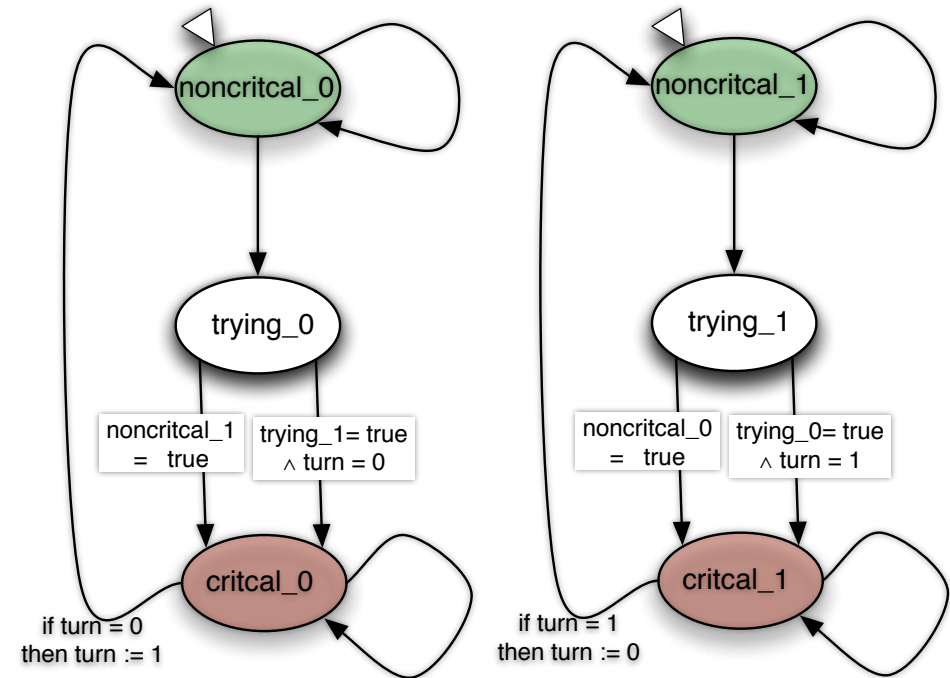 noncritcal_0
trying_0
noncritcal_1
= true
trying_1= true
∧ turn = 0
critcal_0
if turn = 0
then turn := 1
noncritcal_1
trying_1
noncritcal_0
= true
trying_0= true
∧ turn = 1
critcal_1
if turn = 1
then turn := 0